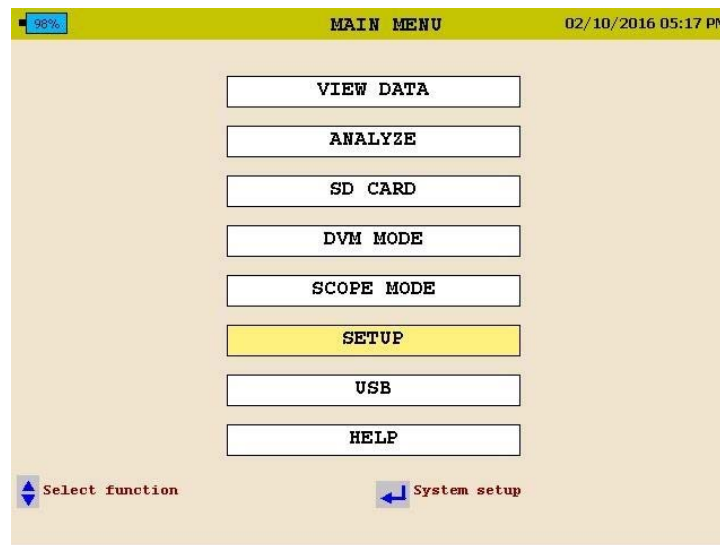 98% MAIN MENU 02/10/2016 05:17 PM
VIEW DATA
ANALYZE
SD CARD
DVM MODE
SCOPE MODE
SETUP
USB
HELP
Select function System setup